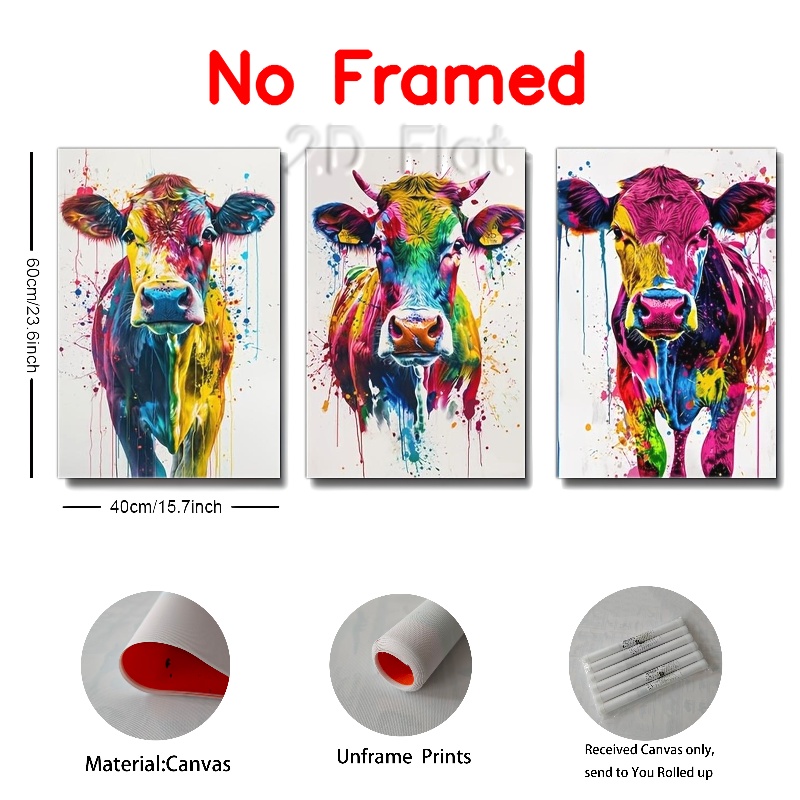 No Framed
2.D Flat
60cm/23.6inch
40cm/15.7inch
Material:Canvas
Unframe Prints
Received Canvas only,
send to You Rolled up